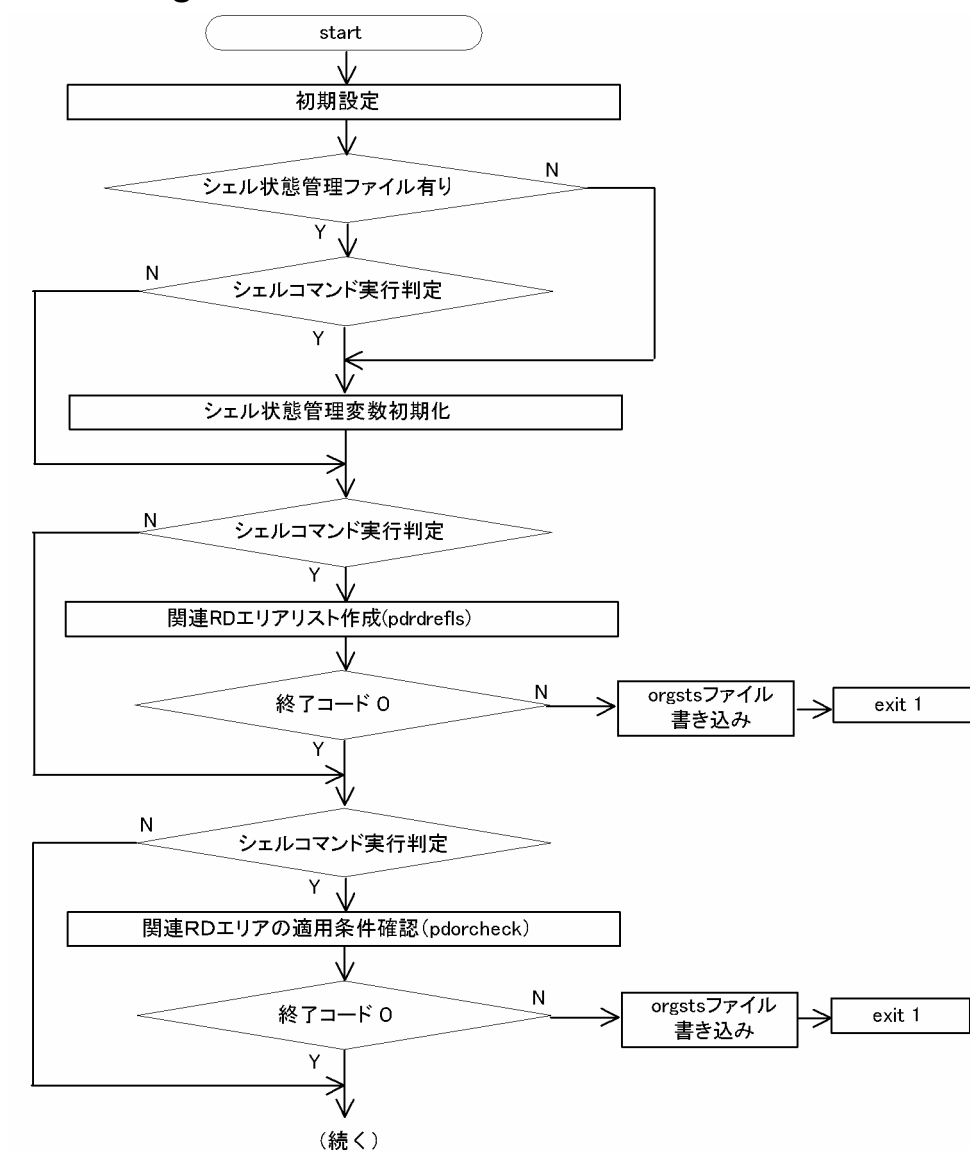 start
初期設定
シェル状態管理ファイル有り
N
Y
N
シェルコマンド実行判定
Y
シェル状態管理変数初期化
N
シェルコマンド実行判定
Y
関連RDエリアリスト作成(pdrdrefls)
終了コード 0
N
orgstsファイル
書き込み
exit 1
Y
N
シェルコマンド実行判定
Y
関連RDエリアの適用条件確認(pdorcheck)
終了コード 0
N
orgstsファイル
書き込み
exit 1
Y
(続く)